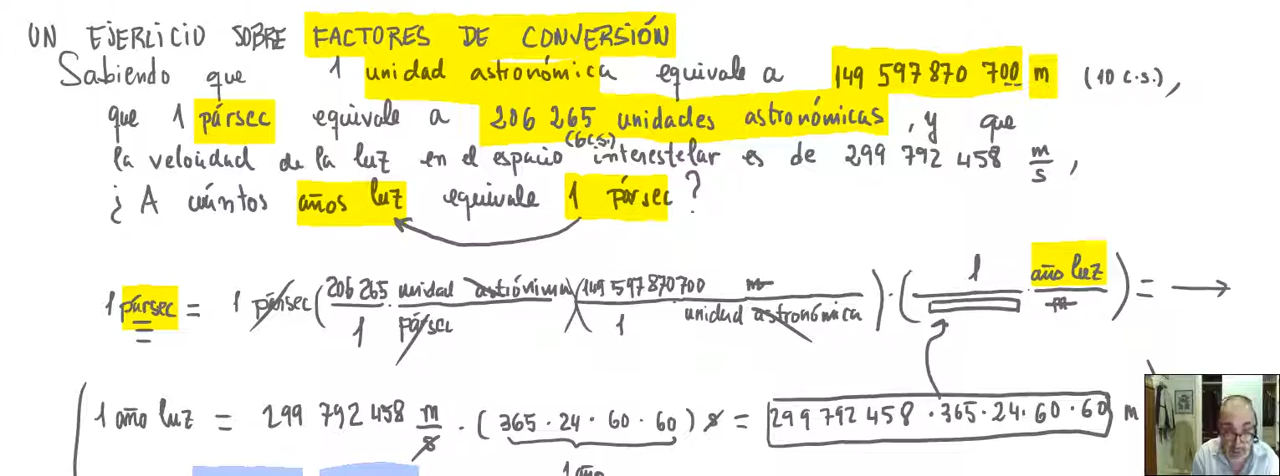 UN EJERCICIO SOBRE FACTORES DE CONVERSIÓN
Sabiendo que 1 unidad astronómica equivale a 149 597 870 700 m (10 c.s.),
que 1 pársec equivale a 206 265 unidades astronómicas, y que
(6 c.s.)
la velocidad de la luz en el espacio interestelar es de 299 792 458 m/s,
¿A cuántos años luz equivale 1 pársec?
1 pársec = 1 pársec (206 265 unidad astrónima / 1 pársec)(149 597 870 700 m / 1 unidad astronómica) · (1 año luz / m) = →
1 año luz = 299 792 458 m/s · (365 · 24 · 60 · 60) s = 299 792 458 · 365 · 24 · 60 · 60 m
1 año